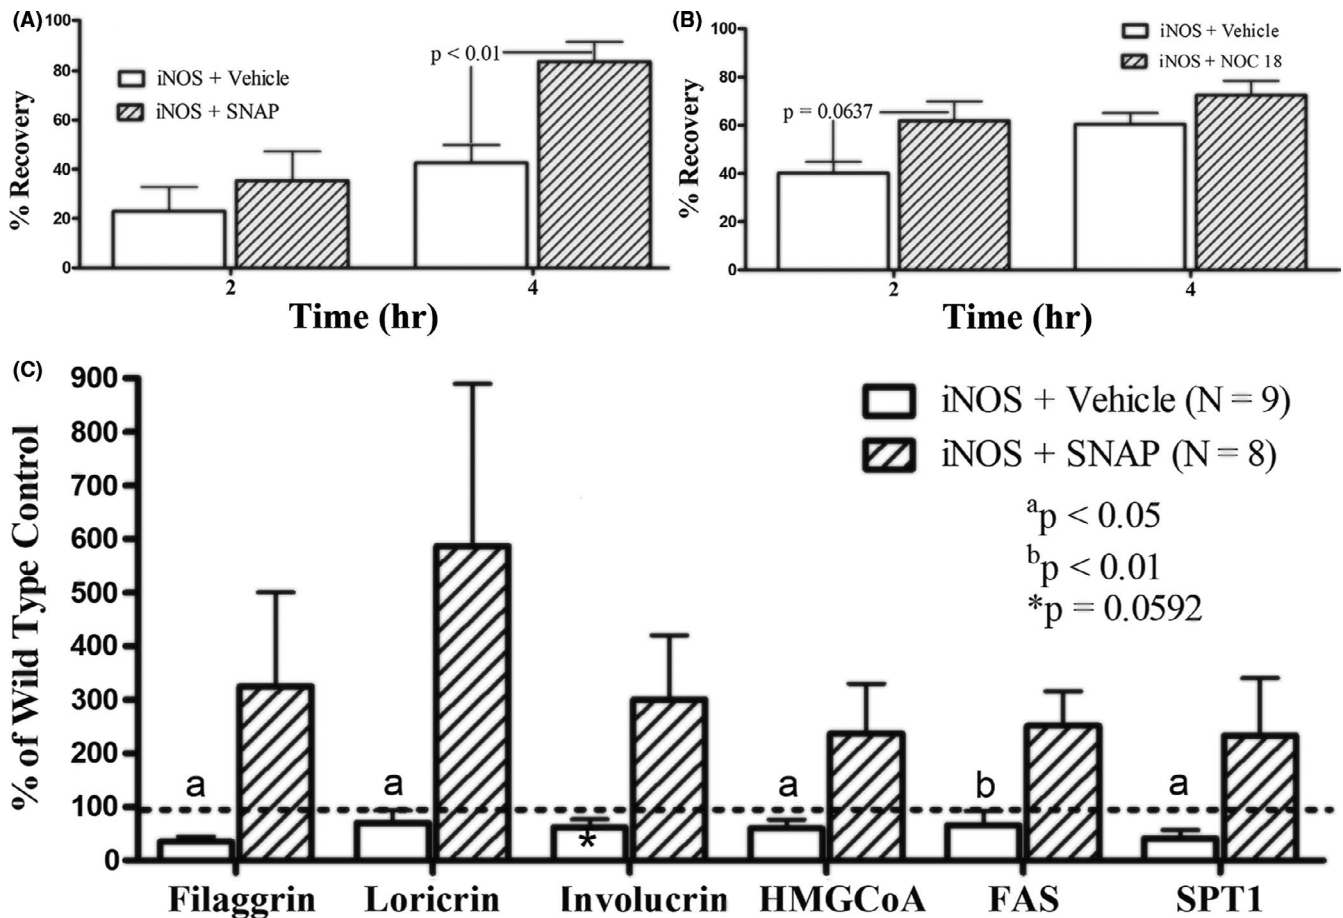 (A)
100
80
60
40
20
0
% Recovery
iNOS + Vehicle
iNOS + SNAP
p < 0.01
2
4
Time (hr)
(B)
100
80
60
40
20
0
% Recovery
iNOS + Vehicle
iNOS + NOC 18
p = 0.0637
2
4
Time (hr)
(C)
900
800
700
600
500
400
300
200
100
0
% of Wild Type Control
iNOS + Vehicle (N = 9)
iNOS + SNAP (N = 8)
ap < 0.05
bp < 0.01
*p = 0.0592
a
a
*
a
b
a
Filaggrin
Loricrin
Involucrin
HMGCoA
FAS
SPT1